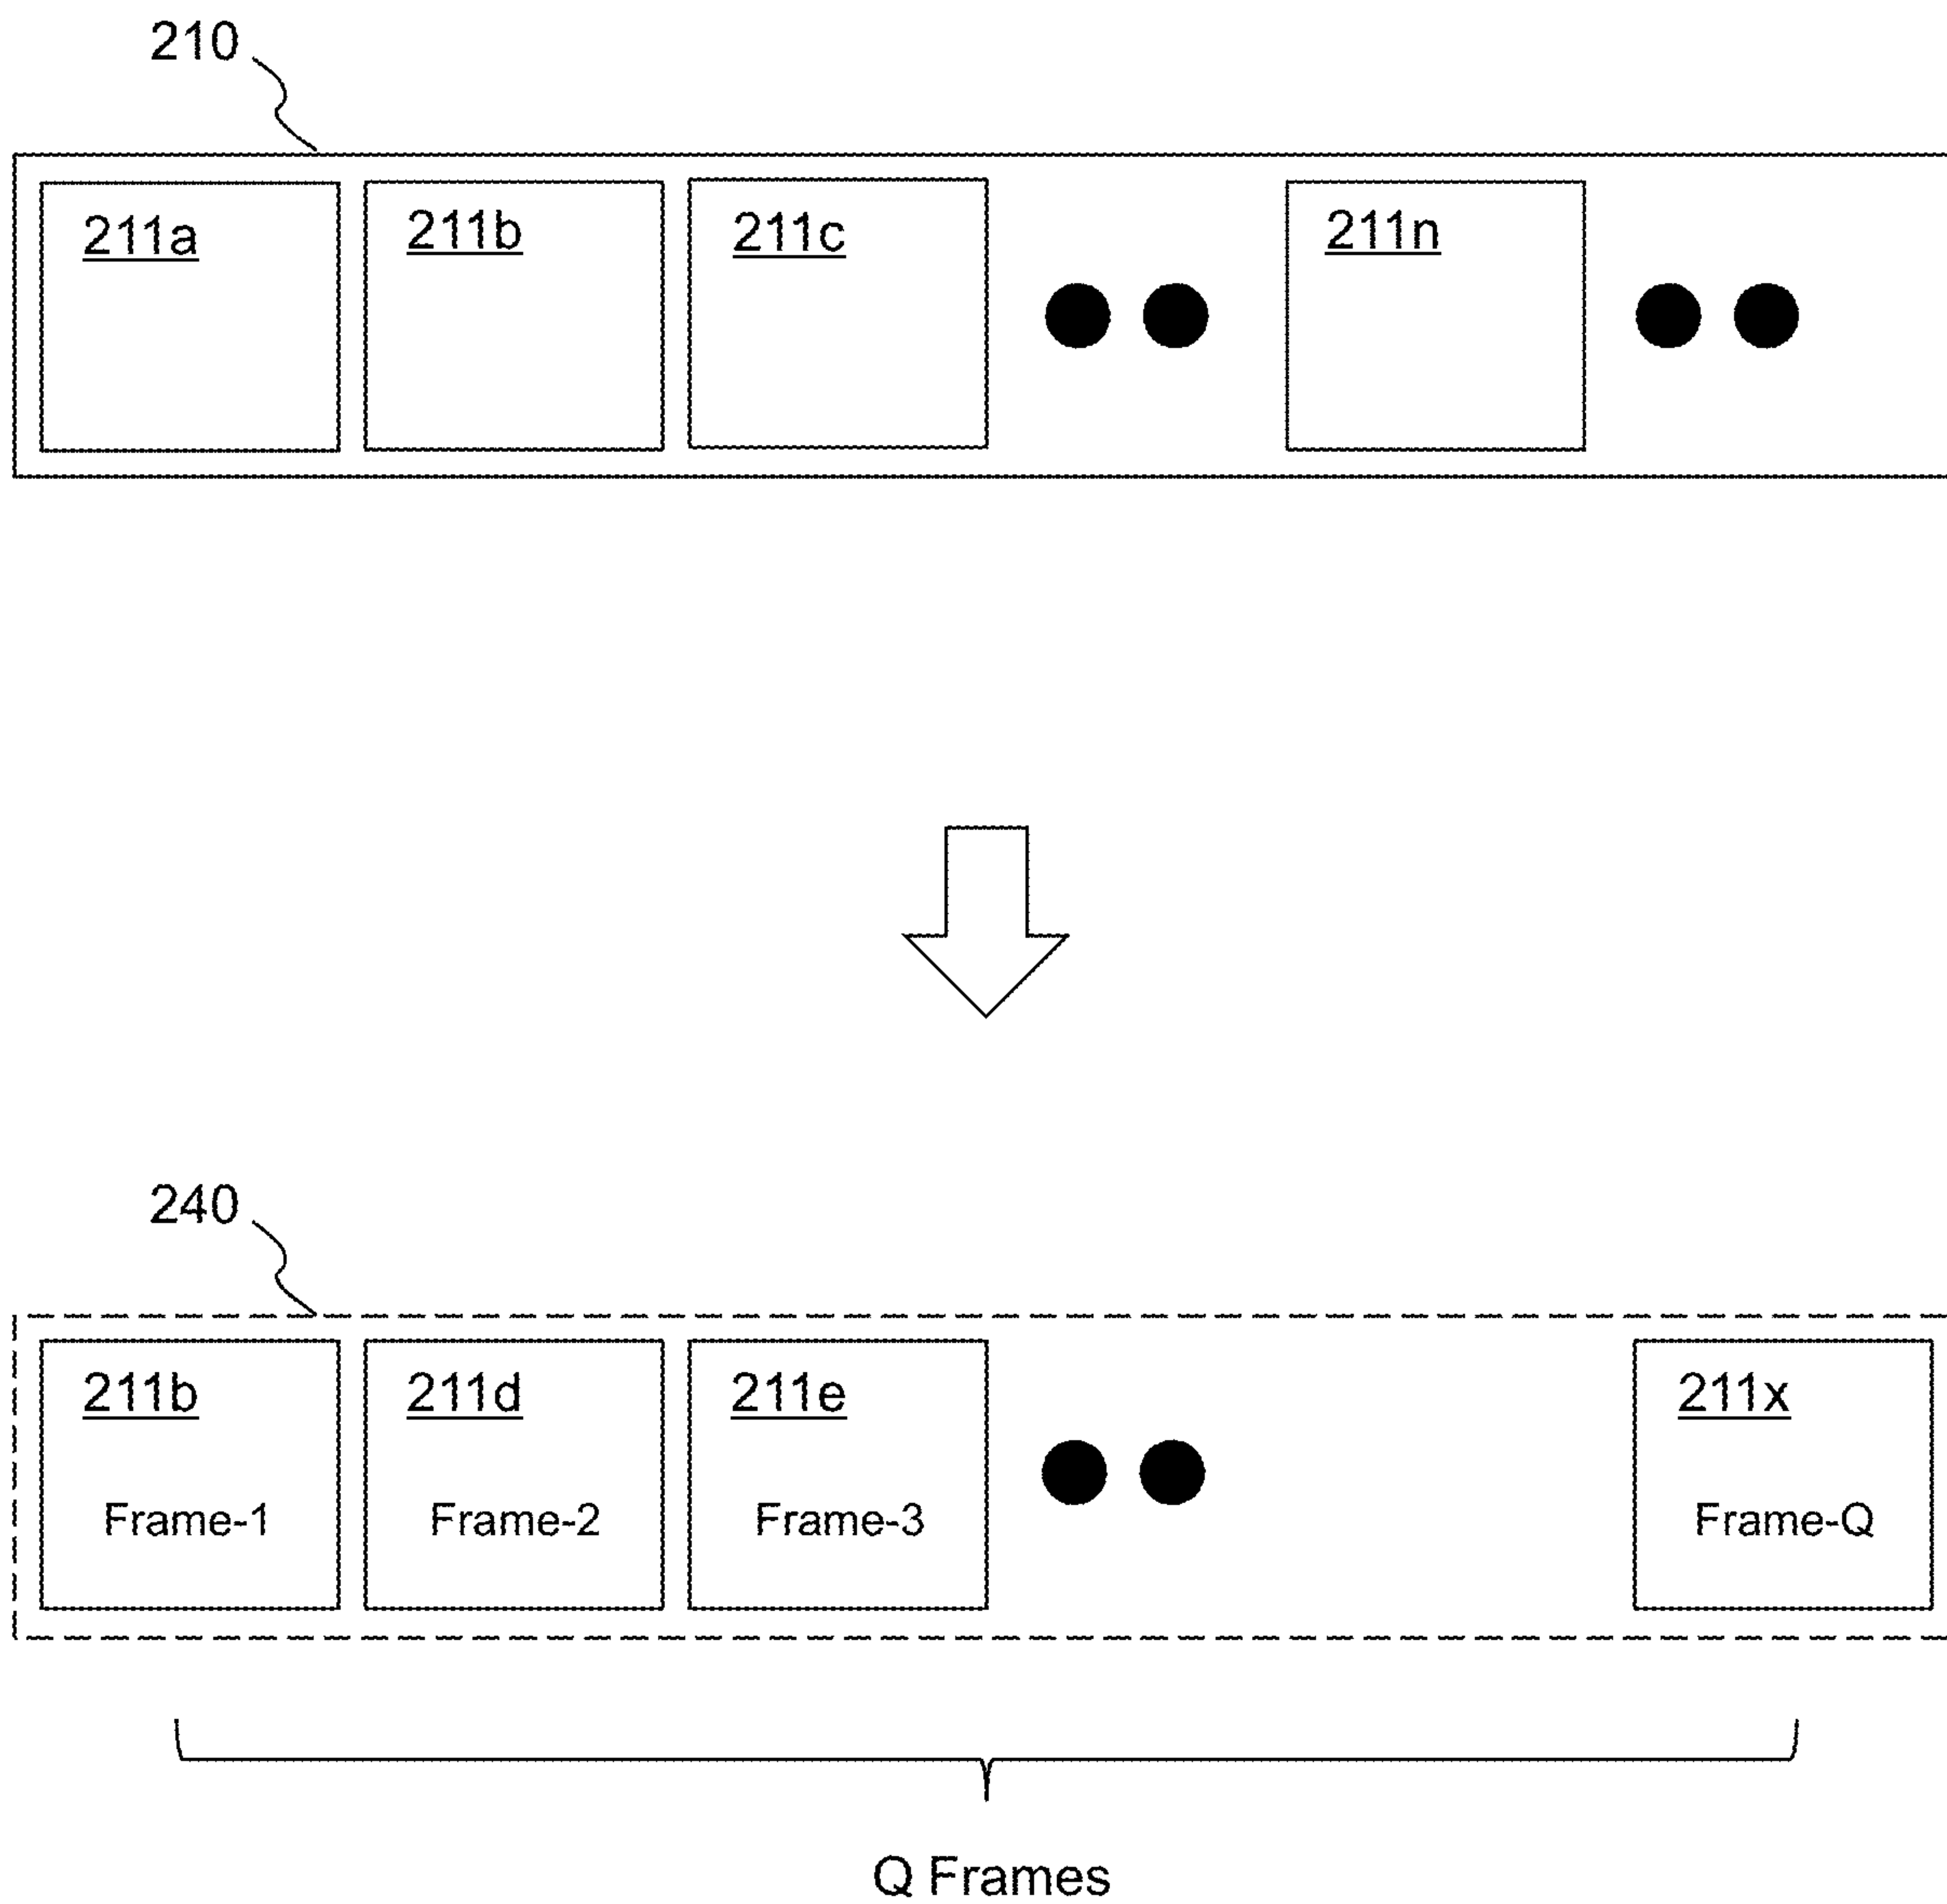 210
211a 211b 211c 211n
240
211b 211d 211e 211x
Frame-1 Frame-2 Frame-3 Frame-Q
Q Frames